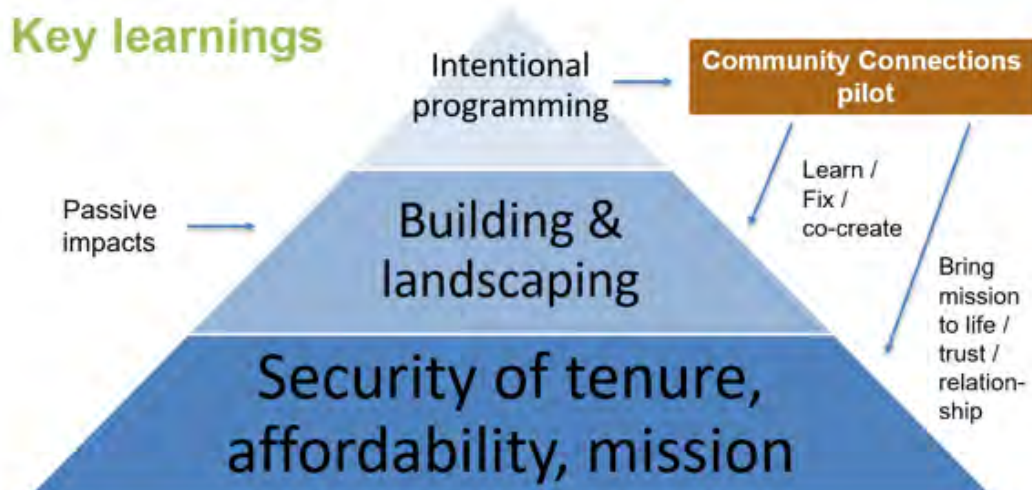 Key learnings
Intentional
programming
Community Connections
pilot
Passive
impacts
Building &
landscaping
Learn /
Fix /
co-create
Bring
mission
to life /
trust /
relation-
ship
Security of tenure,
affordability, mission